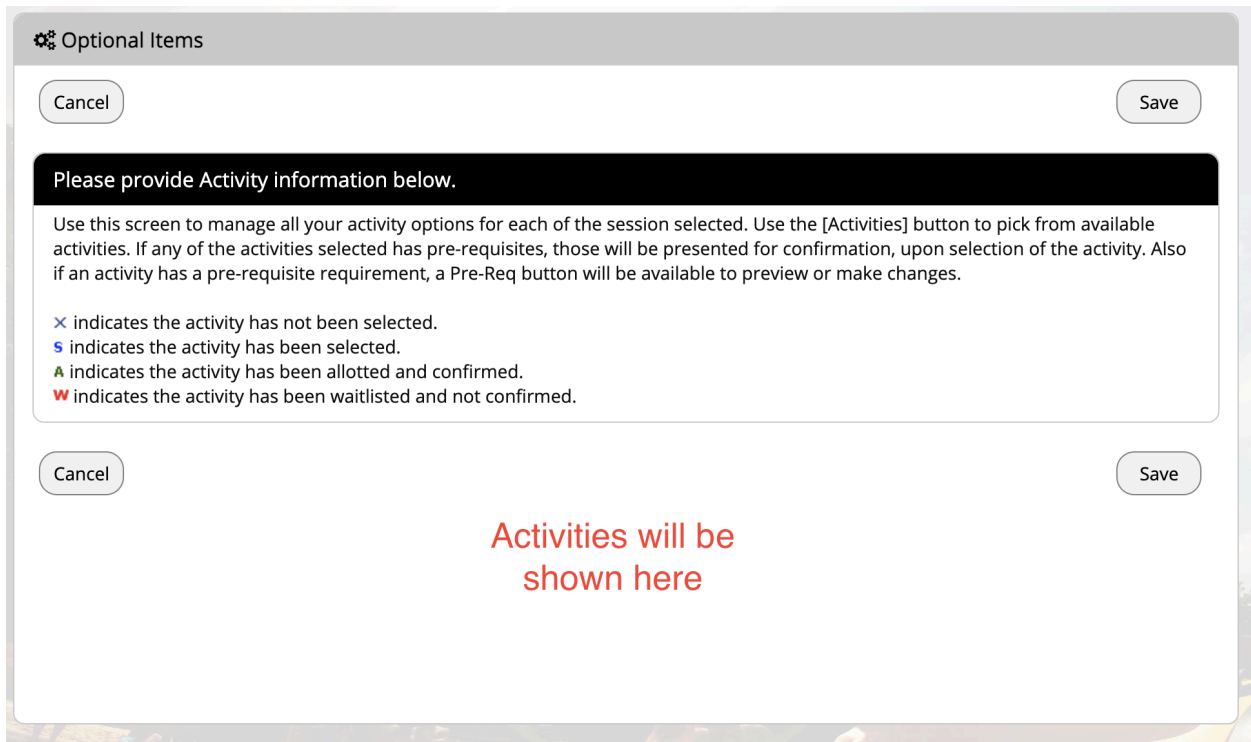 Optional Items
Cancel Save
Please provide Activity information below.
Use this screen to manage all your activity options for each of the session selected. Use the [Activities] button to pick from available
activities. If any of the activities selected has pre-requisites, those will be presented for confirmation, upon selection of the activity. Also
if an activity has a pre-requisite requirement, a Pre-Req button will be available to preview or make changes.
✕ indicates the activity has not been selected.
S indicates the activity has been selected.
A indicates the activity has been allotted and confirmed.
W indicates the activity has been waitlisted and not confirmed.
Cancel Save
Activities will be
shown here